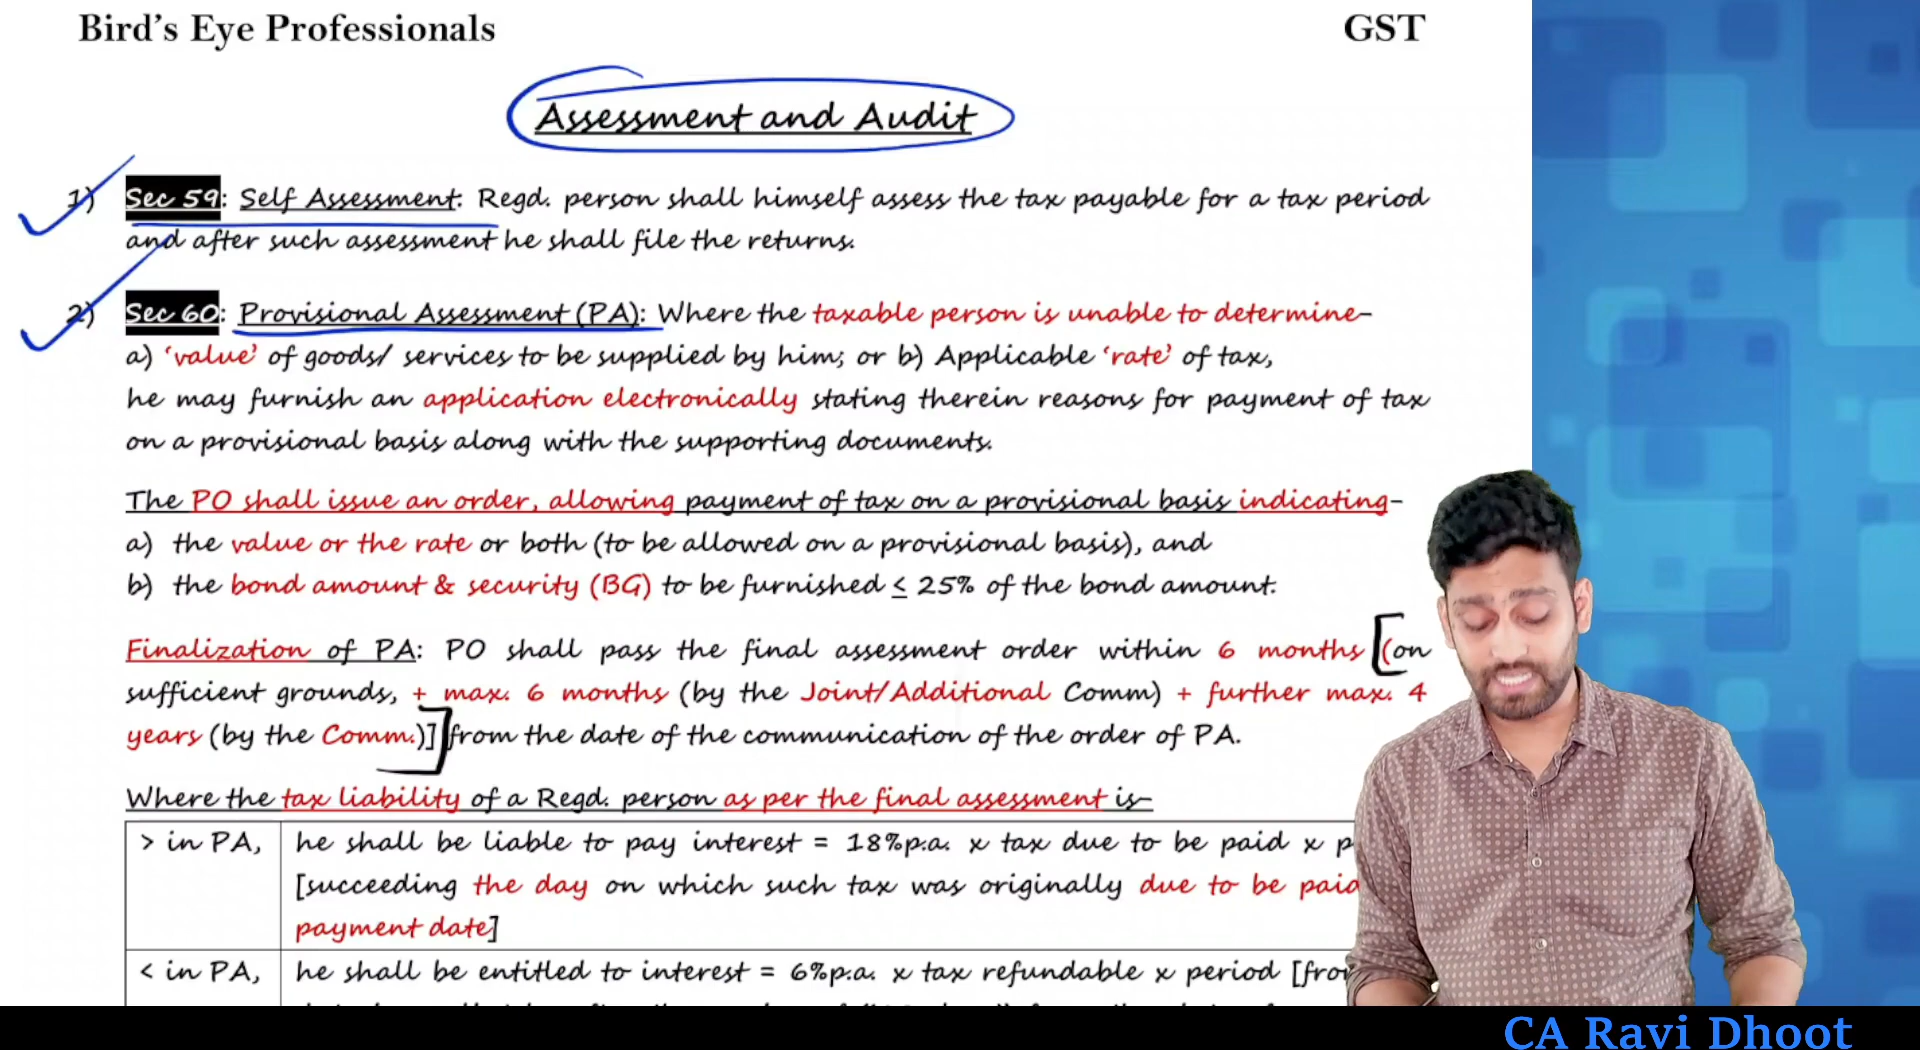 Bird's Eye Professionals GST
Assessment and Audit
1) Sec 59: Self Assessment: Regd. person shall himself assess the tax payable for a tax period
and after such assessment he shall file the returns.
2) Sec 60: Provisional Assessment (PA): Where the taxable person is unable to determine-
a) 'value' of goods/ services to be supplied by him; or b) Applicable 'rate' of tax,
he may furnish an application electronically stating therein reasons for payment of tax
on a provisional basis along with the supporting documents.
The PO shall issue an order, allowing payment of tax on a provisional basis indicating-
a) the value or the rate or both (to be allowed on a provisional basis), and
b) the bond amount & security (BG) to be furnished ≤ 25% of the bond amount.
Finalization of PA: PO shall pass the final assessment order within 6 months [(on
sufficient grounds, + max. 6 months (by the Joint/Additional Comm) + further max. 4
years (by the Comm.)] from the date of the communication of the order of PA.
Where the tax liability of a Regd. person as per the final assessment is-
> in PA, he shall be liable to pay interest = 18%p.a. x tax due to be paid x
[succeeding the day on which such tax was originally due to be paid
payment date]
< in PA, he shall be entitled to interest = 6%p.a. x tax refundable x period [from
CA Ravi Dhoot